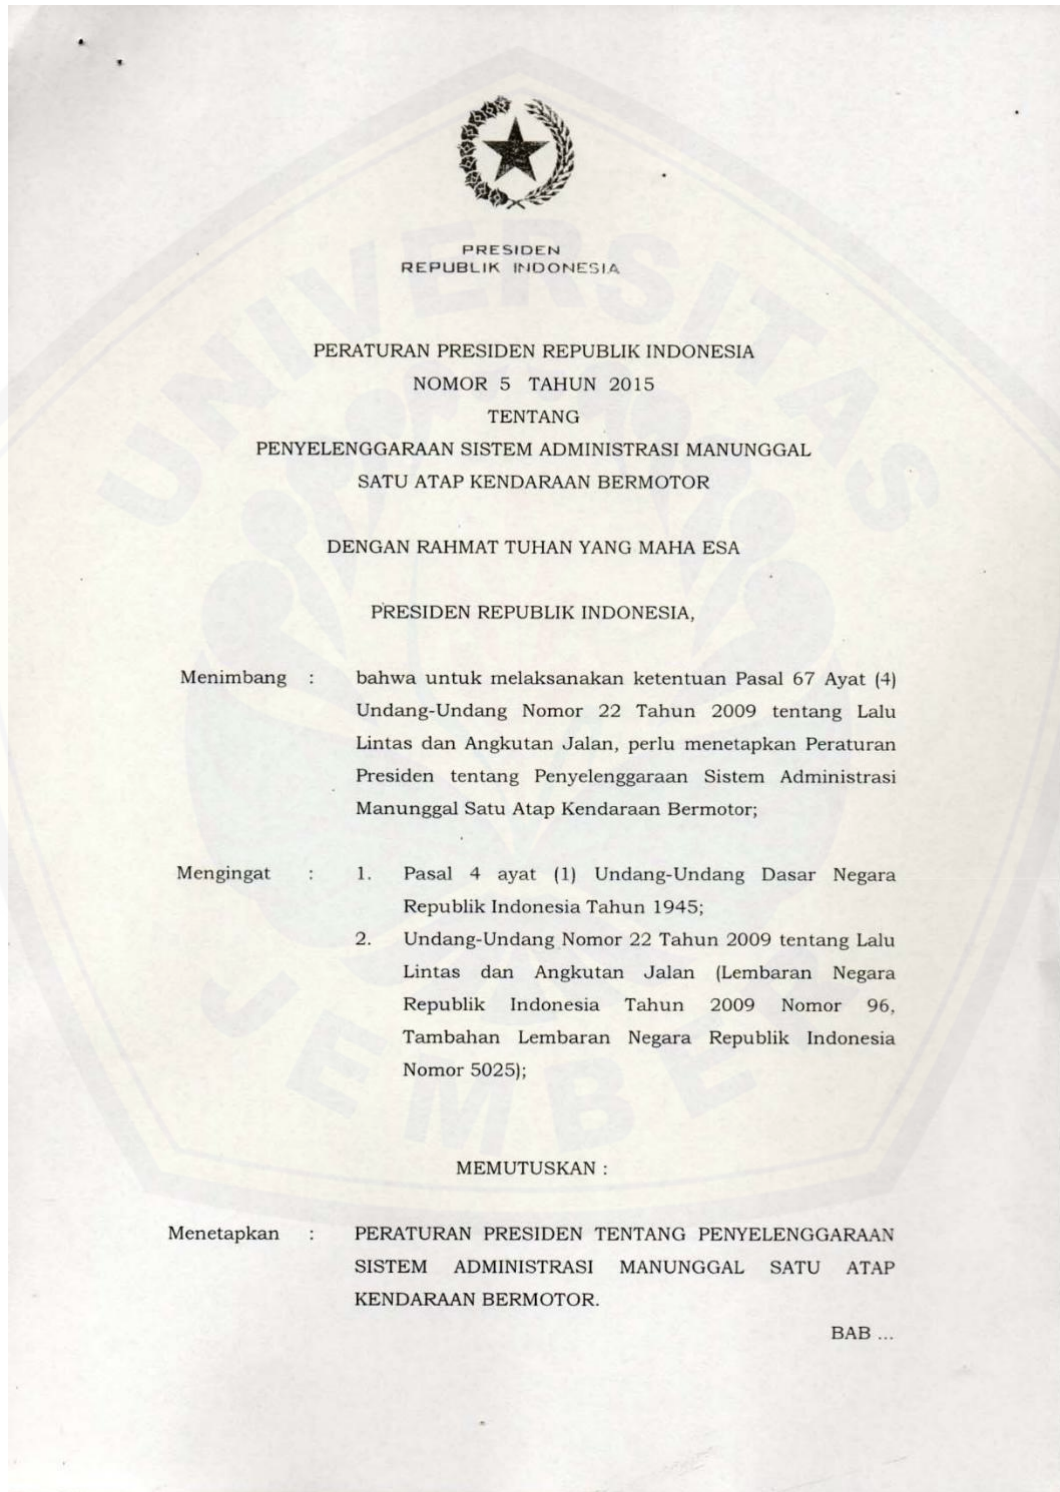 PRESIDEN
REPUBLIK INDONESIA
PERATURAN PRESIDEN REPUBLIK INDONESIA
NOMOR 5 TAHUN 2015
TENTANG
PENYELENGGARAAN SISTEM ADMINISTRASI MANUNGGAL
SATU ATAP KENDARAAN BERMOTOR
DENGAN RAHMAT TUHAN YANG MAHA ESA
PRESIDEN REPUBLIK INDONESIA,
Menimbang : bahwa untuk melaksanakan ketentuan Pasal 67 Ayat (4)
Undang-Undang Nomor 22 Tahun 2009 tentang Lalu
Lintas dan Angkutan Jalan, perlu menetapkan Peraturan
Presiden tentang Penyelenggaraan Sistem Administrasi
Manunggal Satu Atap Kendaraan Bermotor;
Mengingat : 1. Pasal 4 ayat (1) Undang-Undang Dasar Negara
Republik Indonesia Tahun 1945;
2. Undang-Undang Nomor 22 Tahun 2009 tentang Lalu
Lintas dan Angkutan Jalan (Lembaran Negara
Republik Indonesia Tahun 2009 Nomor 96,
Tambahan Lembaran Negara Republik Indonesia
Nomor 5025);
MEMUTUSKAN :
Menetapkan : PERATURAN PRESIDEN TENTANG PENYELENGGARAAN
SISTEM ADMINISTRASI MANUNGGAL SATU ATAP
KENDARAAN BERMOTOR.
BAB ...
UNIVERSITAS
JEMBER